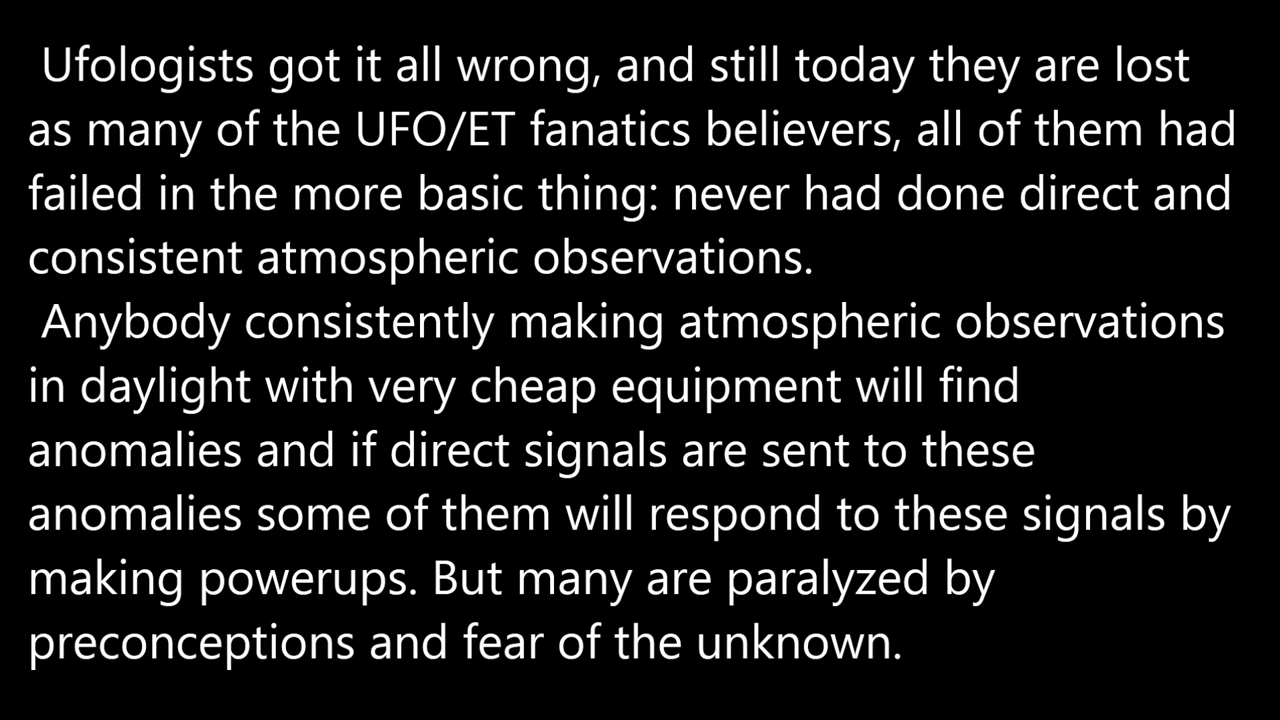 Ufologists got it all wrong, and still today they are lost
as many of the UFO/ET fanatics believers, all of them had
failed in the more basic thing: never had done direct and
consistent atmospheric observations.
Anybody consistently making atmospheric observations
in daylight with very cheap equipment will find
anomalies and if direct signals are sent to these
anomalies some of them will respond to these signals by
making powerups. But many are paralyzed by
preconceptions and fear of the unknown.